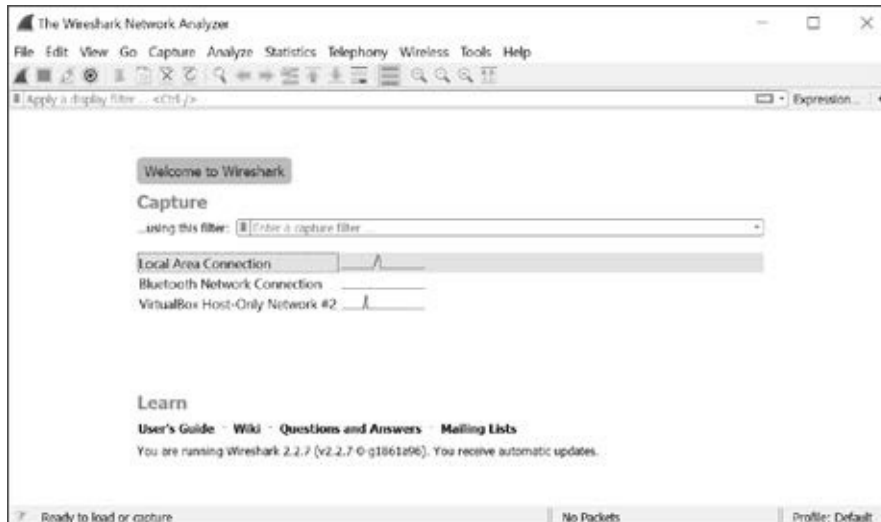 The Wireshark Network Analyzer
File Edit View Go Capture Analyze Statistics Telephony Wireless Tools Help
Apply a display filter ... <Ctrl-/>
Expression...
Welcome to Wireshark
Capture
...using this filter: Enter a capture filter ...
Local Area Connection
Bluetooth Network Connection
VirtualBox Host-Only Network #2
Learn
User's Guide · Wiki · Questions and Answers · Mailing Lists
You are running Wireshark 2.2.7 (v2.2.7-0-g1861a96). You receive automatic updates.
Ready to load or capture
No Packets
Profile: Default